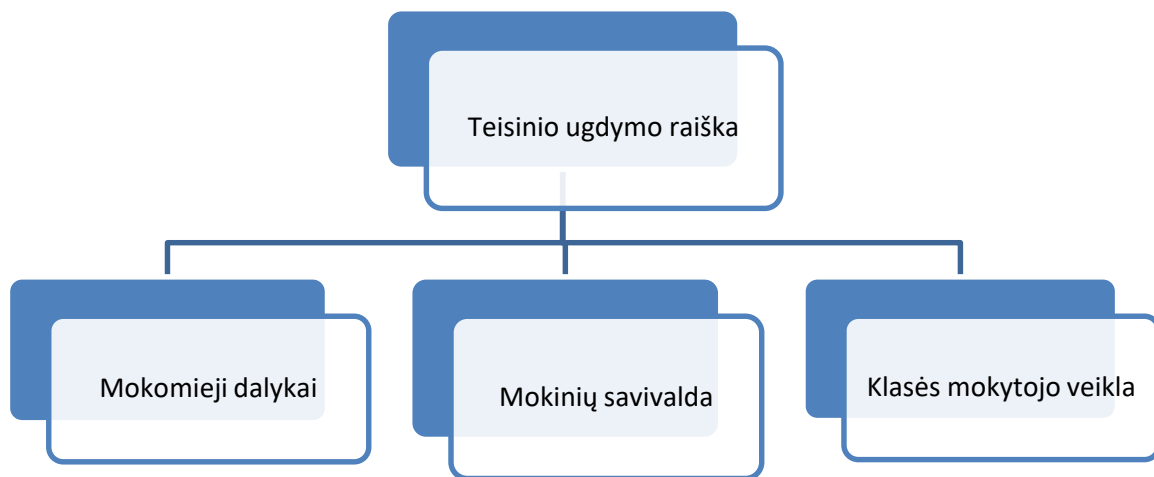 Teisinio ugdymo raiška
Mokomieji dalykai
Mokinių savivalda
Klasės mokytojo veikla